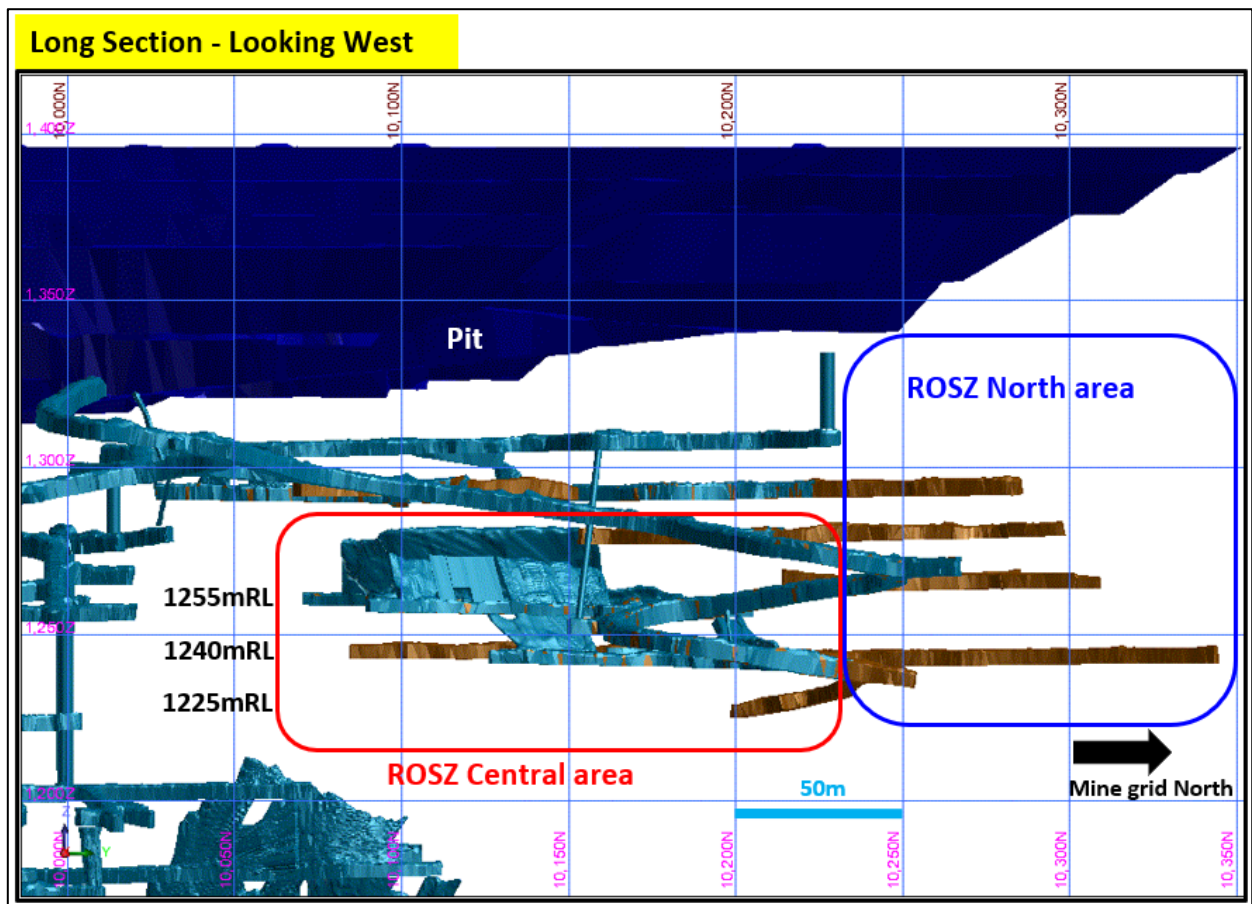 Long Section - Looking West
10,000N
10,100N
10,200N
10,300N
1,400Z
1,350Z
Pit
ROSZ North area
1,300Z
1255mRL
1,250Z
1240mRL
1225mRL
ROSZ Central area
50m
Mine grid North
1,200Z
Z
Y
10,000N
10,050N
10,100N
10,150N
10,200N
10,250N
10,300N
10,350N